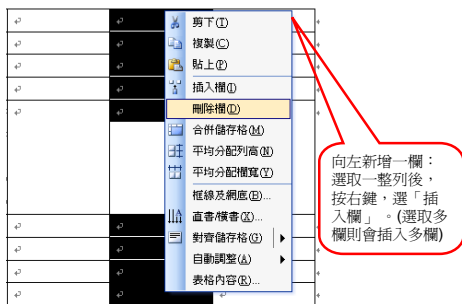 剪下(T)
複製(C)
貼上(P)
插入欄(I)
刪除欄(D)
合併儲存格(M)
平均分配列高(N)
平均分配欄寬(Y)
框線及網底(B)...
直書/橫書(X)...
對齊儲存格(G)
自動調整(A)
表格內容(R)...
向左新增一欄：
選取一整列後，
按右鍵，選「插
入欄」。(選取多
欄則會插入多欄)